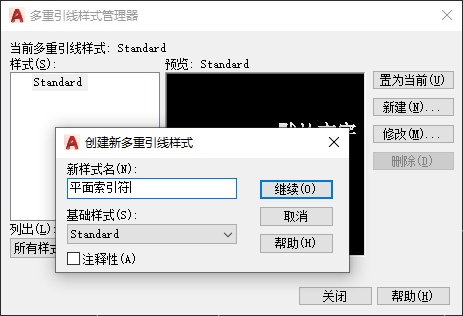 多重引线样式管理器
当前多重引线样式: Standard
样式(S):
预览: Standard
Standard
置为当前(U)
新建(N)...
修改(M)...
删除(D)
创建新多重引线样式
新样式名(N):
平面索引符
继续(O)
基础样式(S):
取消
Standard
帮助(H)
注释性(A)
列出(L):
所有样式
关闭
帮助(H)